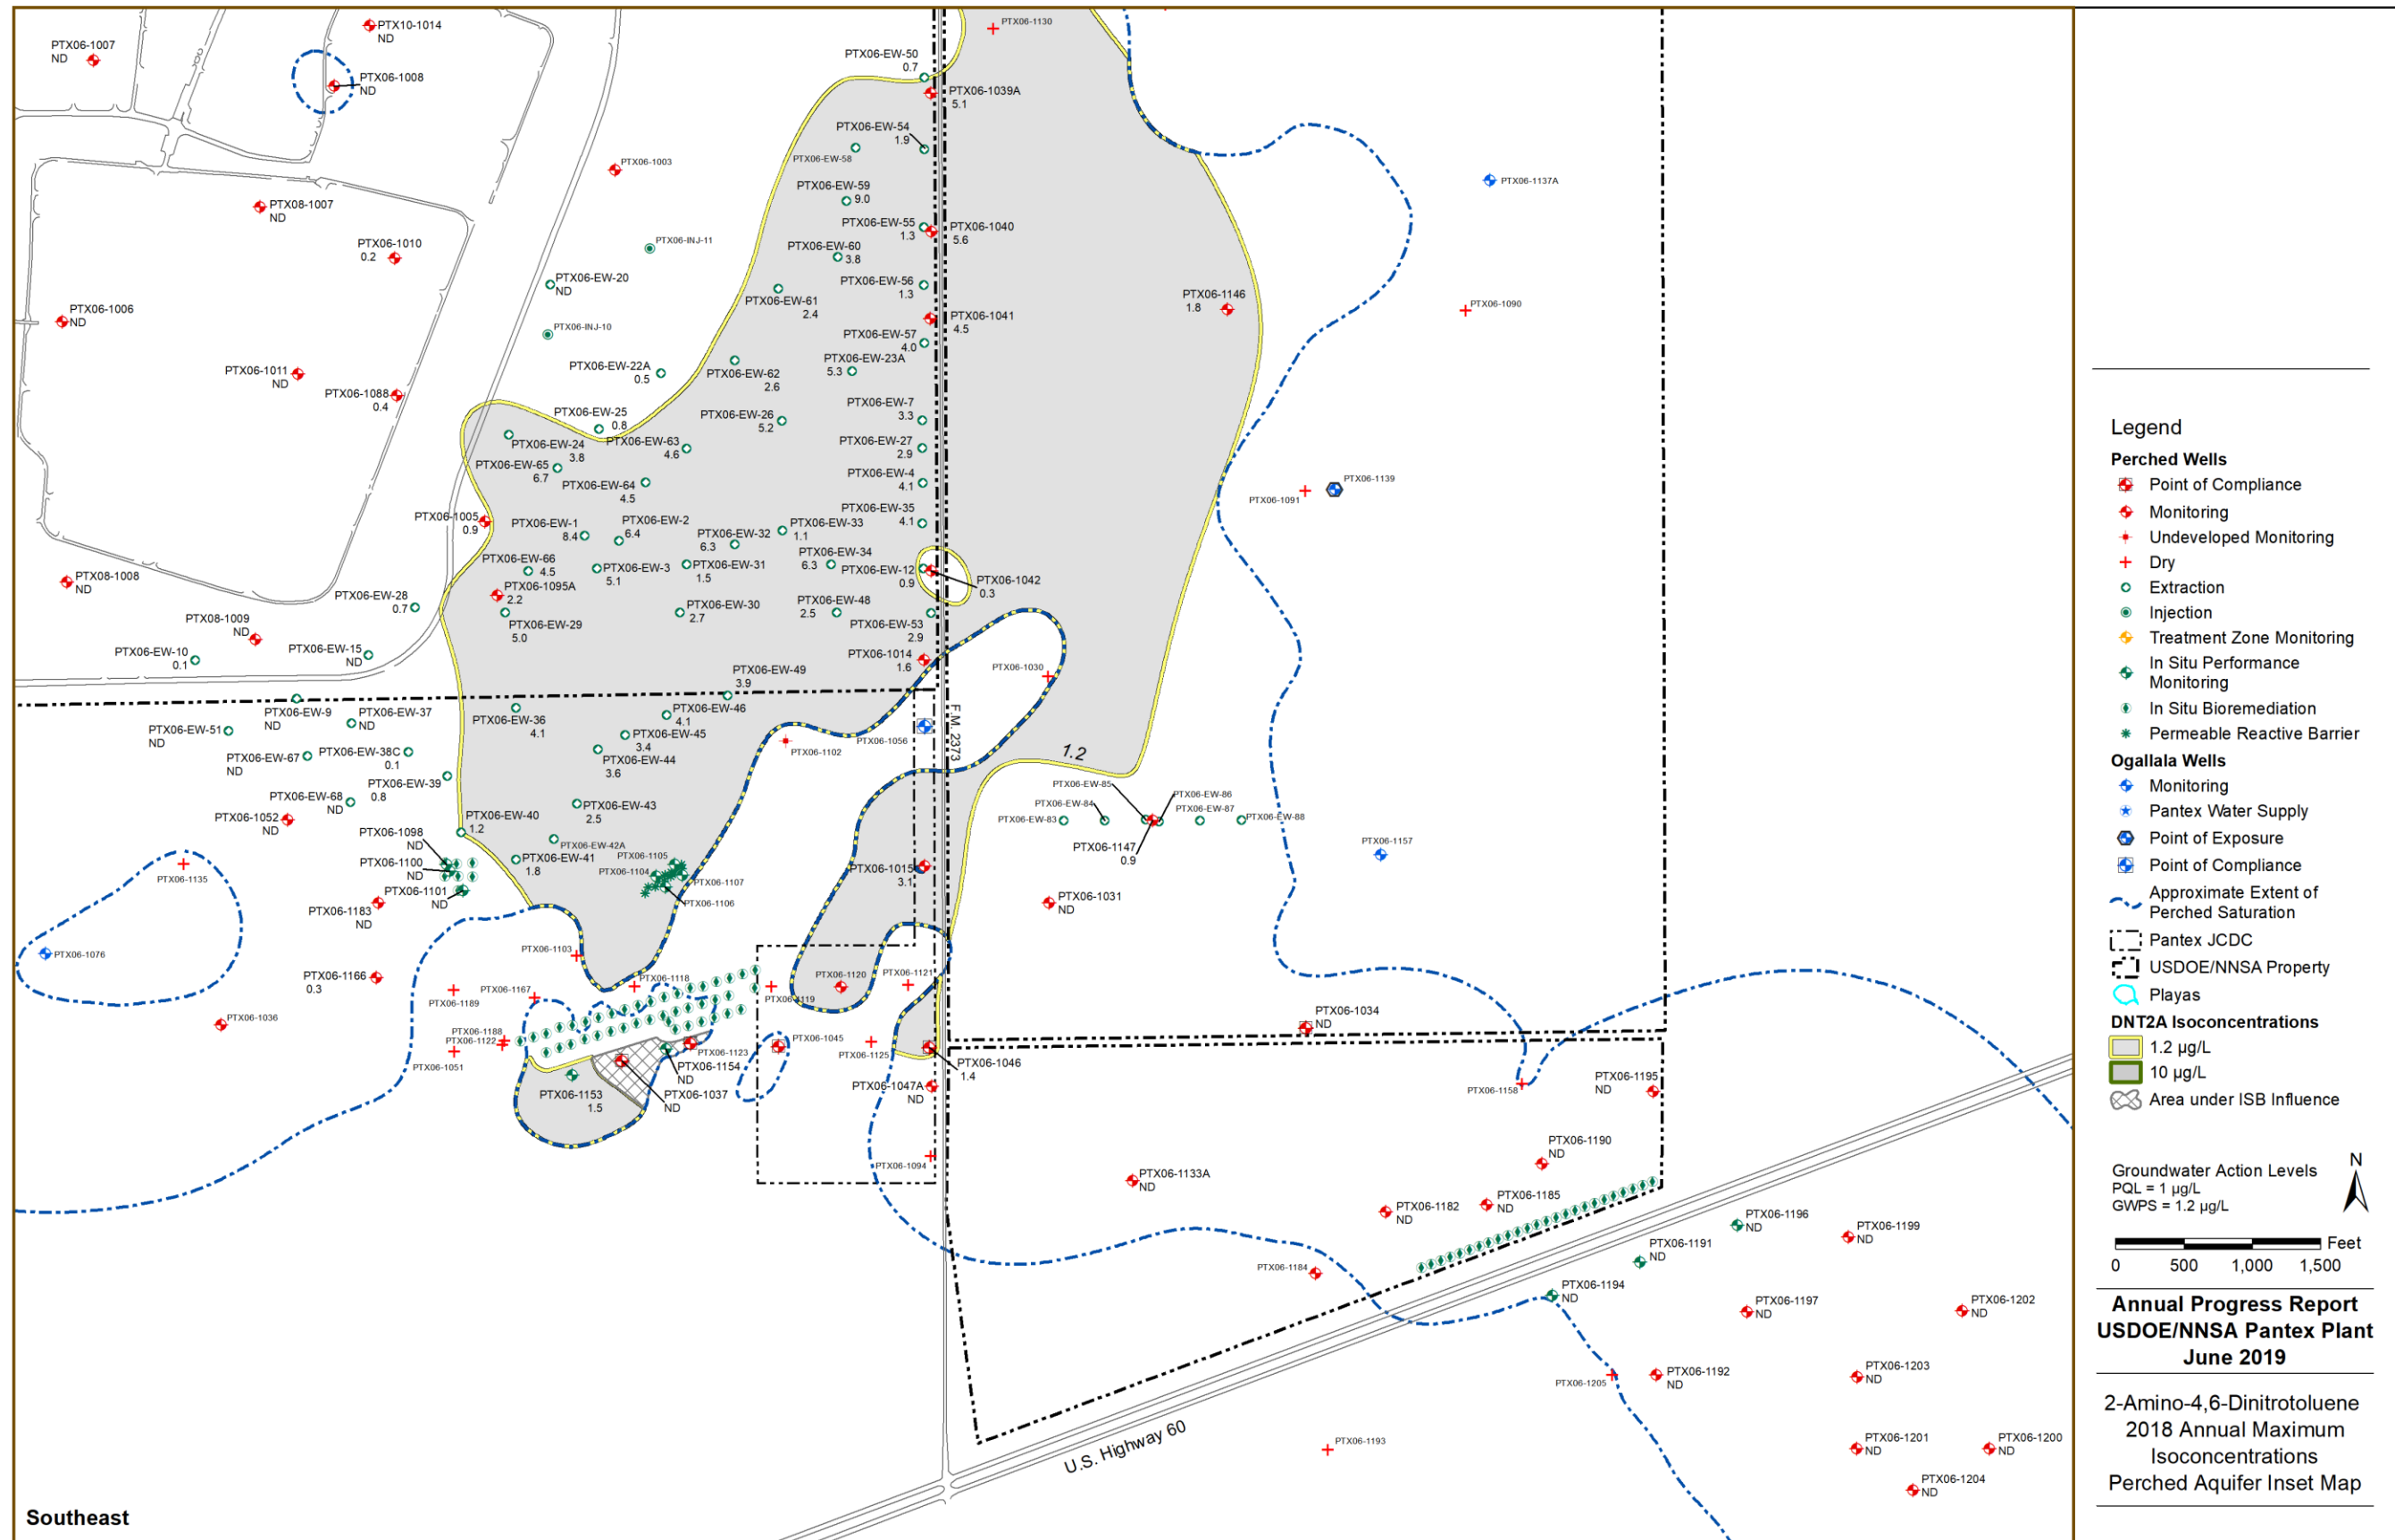 PTX10-1014
ND
PTX06-1007
ND
PTX06-1008
ND
PTX06-1130
PTX06-EW-50
0.7
PTX06-1039A
5.1
PTX06-EW-54
1.9
PTX06-EW-58
PTX06-1003
PTX06-1137A
PTX06-EW-59
9.0
PTX08-1007
ND
PTX06-EW-55
1.3
PTX06-1040
5.6
PTX06-1010
0.2
PTX06-INJ-11
PTX06-EW-60
3.8
PTX06-EW-20
ND
PTX06-EW-56
1.3
PTX06-EW-61
2.4
PTX06-1146
1.8
PTX06-1090
PTX06-1006
ND
PTX06-INJ-10
PTX06-1041
4.5
PTX06-EW-57
4.0
PTX06-EW-23A
5.3
PTX06-1011
ND
PTX06-EW-22A
0.5
PTX06-EW-62
2.6
PTX06-1088
0.4
PTX06-EW-7
3.3
PTX06-EW-25
0.8
PTX06-EW-26
5.2
PTX06-EW-24
3.8
PTX06-EW-63
4.6
PTX06-EW-27
2.9
PTX06-EW-65
6.7
PTX06-EW-64
4.5
PTX06-EW-4
4.1
PTX06-1139
PTX06-1091
PTX06-1005
0.9
PTX06-EW-1
8.4
PTX06-EW-2
6.4
PTX06-EW-32
6.3
PTX06-EW-33
1.1
PTX06-EW-35
4.1
PTX06-EW-66
4.5
PTX06-EW-3
5.1
PTX06-EW-31
1.5
PTX06-EW-34
6.3
PTX06-EW-12
0.9
PTX06-1042
0.3
PTX08-1008
ND
PTX06-1095A
2.2
PTX06-EW-28
0.7
PTX06-EW-29
5.0
PTX06-EW-30
2.7
PTX06-EW-48
2.5
PTX06-EW-53
2.9
PTX08-1009
ND
PTX06-EW-10
0.1
PTX06-EW-15
ND
PTX06-1014
1.6
PTX06-1030
PTX06-EW-49
3.9
PTX06-EW-9
ND
PTX06-EW-37
ND
PTX06-EW-36
4.1
PTX06-EW-46
4.1
PTX06-EW-51
ND
PTX06-EW-45
3.4
PTX06-1102
PTX06-1056
F.M. 2373
1.2
PTX06-EW-67
ND
PTX06-EW-38C
0.1
PTX06-EW-44
3.6
PTX06-EW-39
0.8
PTX06-EW-68
ND
PTX06-EW-43
2.5
PTX06-EW-85
PTX06-EW-86
PTX06-EW-84
PTX06-EW-87
PTX06-EW-83
PTX06-EW-88
PTX06-1052
ND
PTX06-EW-40
1.2
PTX06-1098
ND
PTX06-EW-42A
PTX06-1147
0.9
PTX06-1157
PTX06-1100
ND
PTX06-EW-41
1.8
PTX06-1105
PTX06-1104
PTX06-1107
PTX06-1106
PTX06-1015
3.1
PTX06-1135
PTX06-1101
ND
PTX06-1183
ND
PTX06-1031
ND
PTX06-1076
PTX06-1103
PTX06-1166
0.3
PTX06-1118
PTX06-1120
PTX06-1121
PTX06-1189
PTX06-1167
PTX06-1119
PTX06-1036
PTX06-1034
ND
PTX06-1188
PTX06-1122
PTX06-1045
PTX06-1051
PTX06-1123
PTX06-1125
PTX06-1154
ND
PTX06-1046
1.4
PTX06-1153
1.5
PTX06-1037
ND
PTX06-1047A
ND
PTX06-1158
PTX06-1195
ND
PTX06-1094
PTX06-1190
ND
PTX06-1133A
ND
PTX06-1182
ND
PTX06-1185
ND
PTX06-1196
ND
PTX06-1199
ND
PTX06-1191
ND
PTX06-1184
PTX06-1194
ND
PTX06-1197
ND
PTX06-1202
ND
PTX06-1205
PTX06-1192
ND
PTX06-1203
ND
PTX06-1193
PTX06-1201
ND
PTX06-1200
ND
PTX06-1204
ND
U.S. Highway 60
Southeast
Legend
Perched Wells
Point of Compliance
Monitoring
Undeveloped Monitoring
Dry
Extraction
Injection
Treatment Zone Monitoring
In Situ Performance
Monitoring
In Situ Bioremediation
Permeable Reactive Barrier
Ogallala Wells
Monitoring
Pantex Water Supply
Point of Exposure
Point of Compliance
Approximate Extent of
Perched Saturation
Pantex JCDC
USDOE/NNSA Property
Playas
DNT2A Isoconcentrations
1.2 µg/L
10 µg/L
Area under ISB Influence
Groundwater Action Levels
PQL = 1 µg/L
GWPS = 1.2 µg/L
N
Feet
0 500 1,000 1,500
Annual Progress Report
USDOE/NNSA Pantex Plant
June 2019
2-Amino-4,6-Dinitrotoluene
2018 Annual Maximum
Isoconcentrations
Perched Aquifer Inset Map